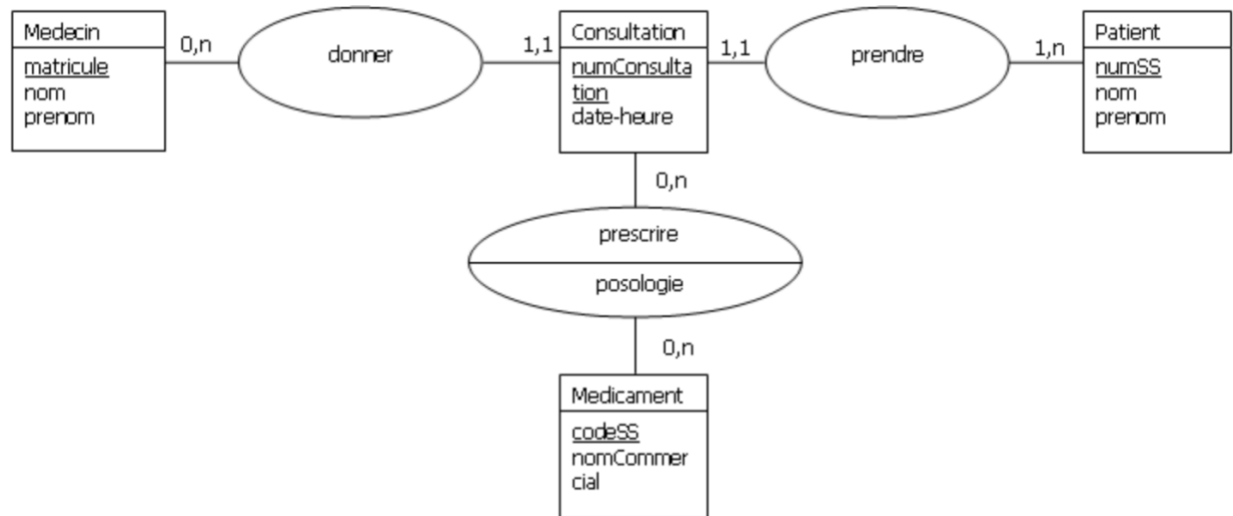 Medecin
matricule
nom
prenom
0,n
donner
1,1
Consultation
numConsulta
tion
date-heure
1,1
prendre
1,n
Patient
numSS
nom
prenom
0,n
prescrire
posologie
0,n
Medicament
codeSS
nomCommer
cial